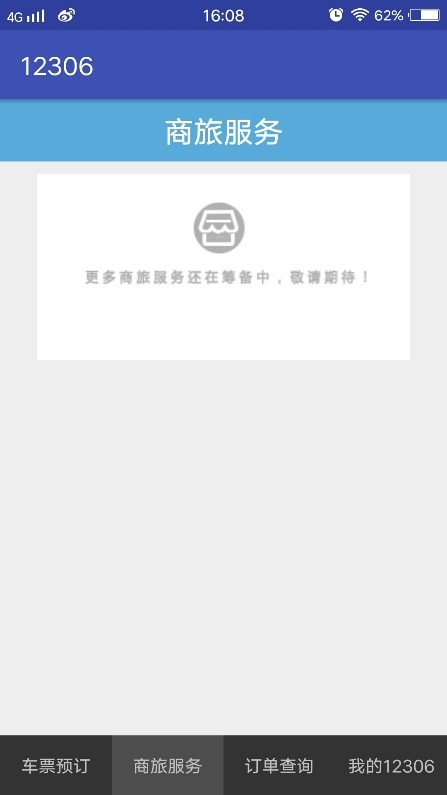 4G 16:08 62%
12306
商旅服务
更多商旅服务还在筹备中，敬请期待！
车票预订 商旅服务 订单查询 我的12306